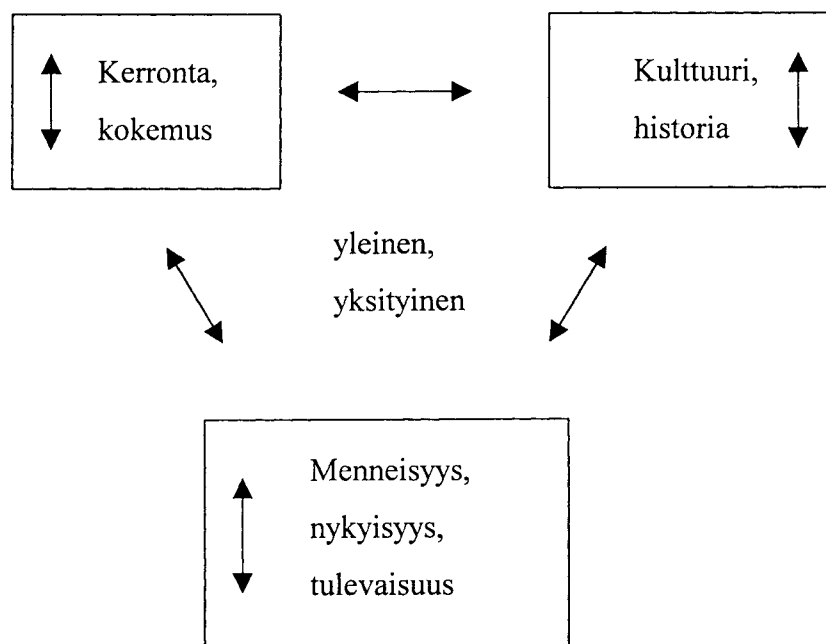 Kerronta,
kokemus
Kulttuuri,
historia
yleinen,
yksityinen
Menneisyys,
nykyisyys,
tulevaisuus